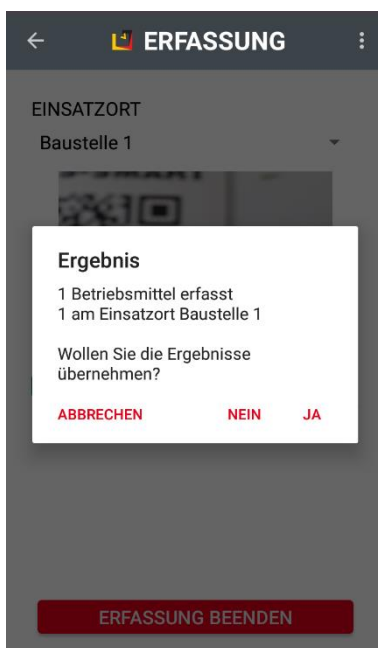 ERFASSUNG
EINSATZORT
Baustelle 1
Ergebnis
1 Betriebsmittel erfasst
1 am Einsatzort Baustelle 1
Wollen Sie die Ergebnisse
übernehmen?
ABBRECHEN NEIN JA
ERFASSUNG BEENDEN